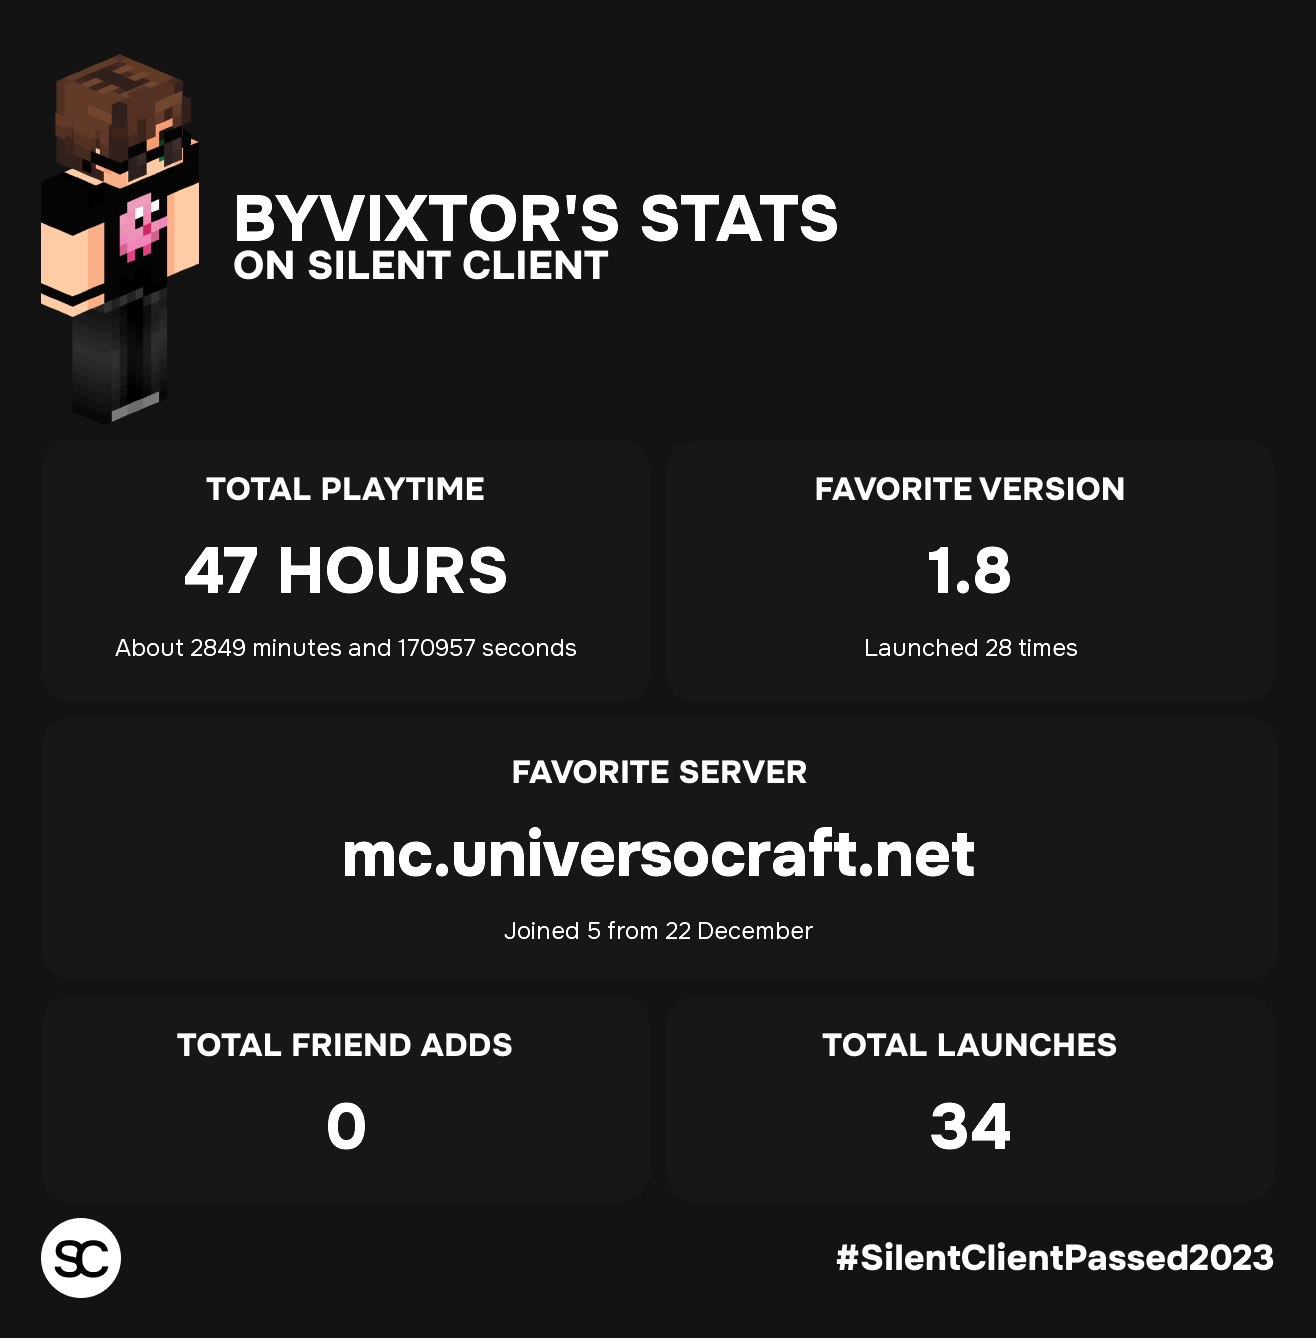 BYVIXTOR'S STATS
ON SILENT CLIENT
TOTAL PLAYTIME
47 HOURS
About 2849 minutes and 170957 seconds
FAVORITE VERSION
1.8
Launched 28 times
FAVORITE SERVER
mc.universocraft.net
Joined 5 from 22 December
TOTAL FRIEND ADDS
0
TOTAL LAUNCHES
34
SC
#SilentClientPassed2023